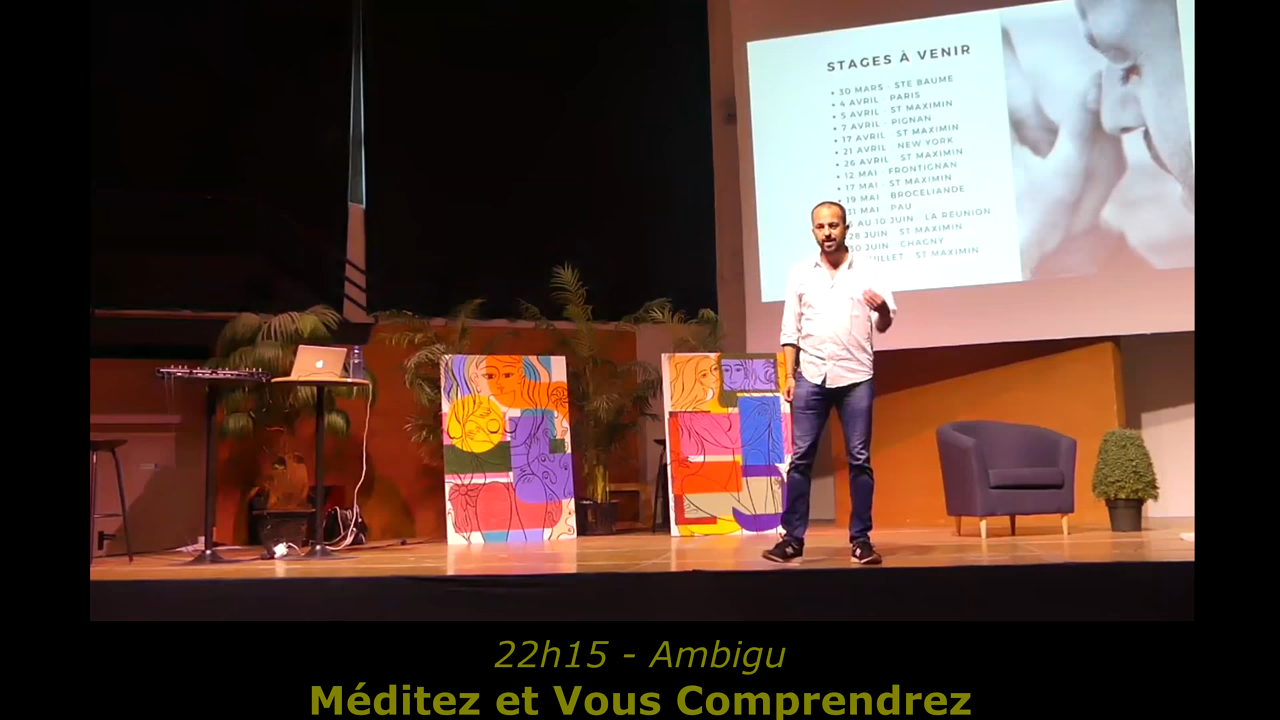 STAGES À VENIR
• 30 MARS - STE BAUME
• 4 AVRIL - PARIS
• 5 AVRIL - ST MAXIMIN
• 7 AVRIL - PIGNAN
• 17 AVRIL - ST MAXIMIN
• 21 AVRIL - NEW YORK
• 26 AVRIL - ST MAXIMIN
• 12 MAI - FRONTIGNAN
• 17 MAI - ST MAXIMIN
• 19 MAI - BROCELIANDE
31 MAI - PAU
AU 10 JUIN - LA REUNION
28 JUIN - ST MAXIMIN
30 JUIN - CHAGNY
ST MAXIMIN
22h15 - Ambigu
Méditez et Vous Comprendrez